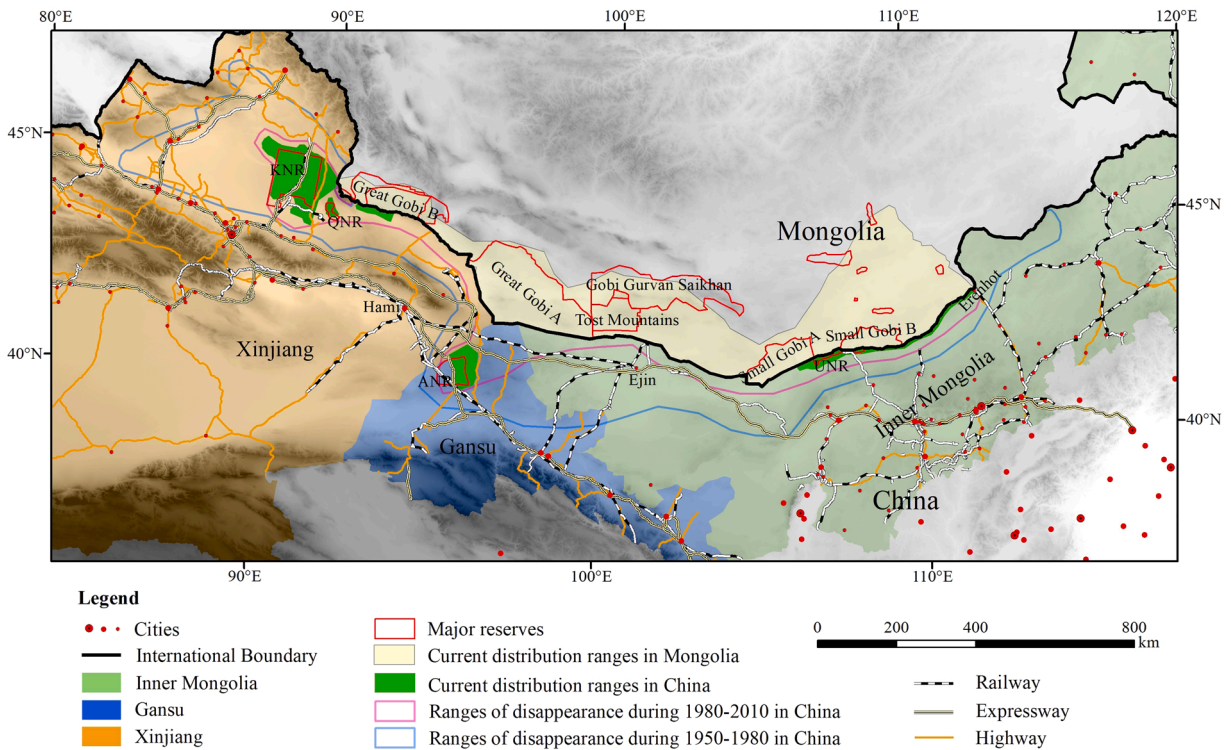 80°E 90°E 100°E 110°E 120°E
45°N
45°N
KNR
Great Gobi B
QNR
Mongolia
Great Gobi A
Gobi Gurvan Saikhan
Erenhot
Hami
Tost Mountains
Small Gobi A
Small Gobi B
Xinjiang
40°N
UNR
ANR
Ejin
Inner Mongolia
40°N
Gansu
China
90°E 100°E 110°E
Legend
Cities
International Boundary
Inner Mongolia
Gansu
Xinjiang
Major reserves
Current distribution ranges in Mongolia
Current distribution ranges in China
Ranges of disappearance during 1980-2010 in China
Ranges of disappearance during 1950-1980 in China
0 200 400 800
km
Railway
Expressway
Highway